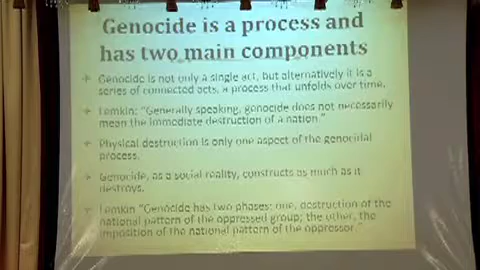 Genocide is a process and
has two main components
Genocide is not only a single act, but alternatively it is a
series of connected acts, a process that unfolds over time.
Lemkin: "Generally speaking, genocide does not necessarily
mean the immediate destruction of a nation."
Physical destruction is only one aspect of the genocidal
process.
Genocide, as a social reality, constructs as much as it
destroys.
Lemkin "Genocide has two phases: one, destruction of the
national pattern of the oppressed group; the other, the
imposition of the national pattern of the oppressor."